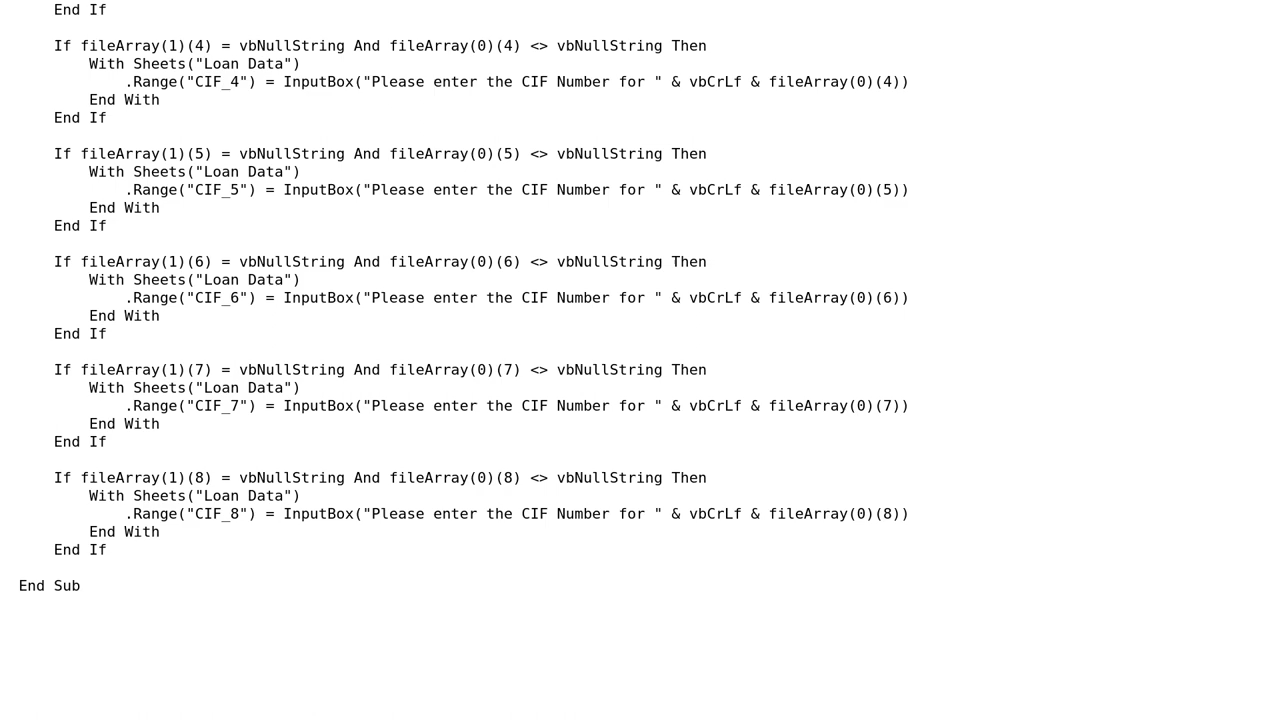 End If

    If fileArray(1)(4) = vbNullString And fileArray(0)(4) <> vbNullString Then
        With Sheets("Loan Data")
            .Range("CIF_4") = InputBox("Please enter the CIF Number for " & vbCrLf & fileArray(0)(4))
        End With
    End If

    If fileArray(1)(5) = vbNullString And fileArray(0)(5) <> vbNullString Then
        With Sheets("Loan Data")
            .Range("CIF_5") = InputBox("Please enter the CIF Number for " & vbCrLf & fileArray(0)(5))
        End With
    End If

    If fileArray(1)(6) = vbNullString And fileArray(0)(6) <> vbNullString Then
        With Sheets("Loan Data")
            .Range("CIF_6") = InputBox("Please enter the CIF Number for " & vbCrLf & fileArray(0)(6))
        End With
    End If

    If fileArray(1)(7) = vbNullString And fileArray(0)(7) <> vbNullString Then
        With Sheets("Loan Data")
            .Range("CIF_7") = InputBox("Please enter the CIF Number for " & vbCrLf & fileArray(0)(7))
        End With
    End If

    If fileArray(1)(8) = vbNullString And fileArray(0)(8) <> vbNullString Then
        With Sheets("Loan Data")
            .Range("CIF_8") = InputBox("Please enter the CIF Number for " & vbCrLf & fileArray(0)(8))
        End With
    End If

End Sub